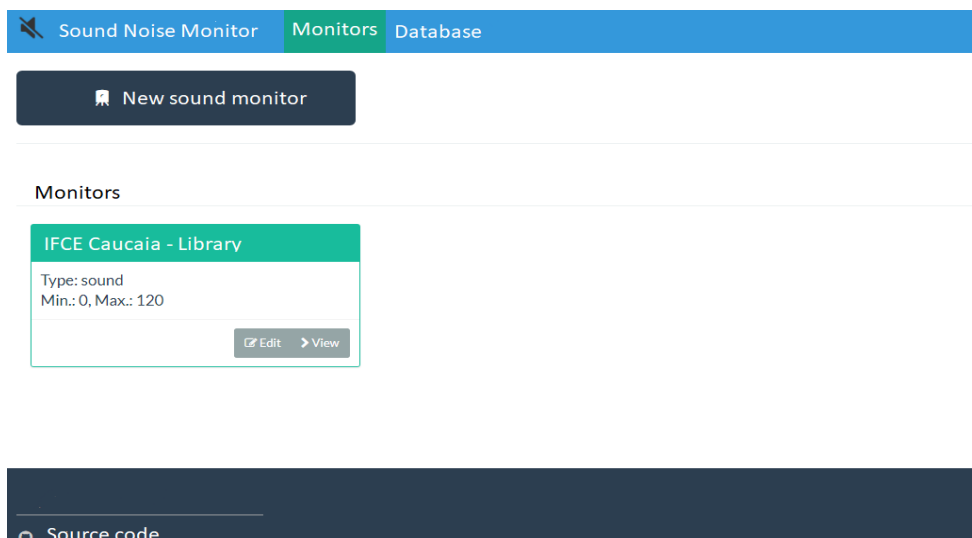 Sound Noise Monitor Monitors Database
New sound monitor
Monitors
IFCE Caucaia - Library
Type: sound
Min.: 0, Max.: 120
Edit View
Source code